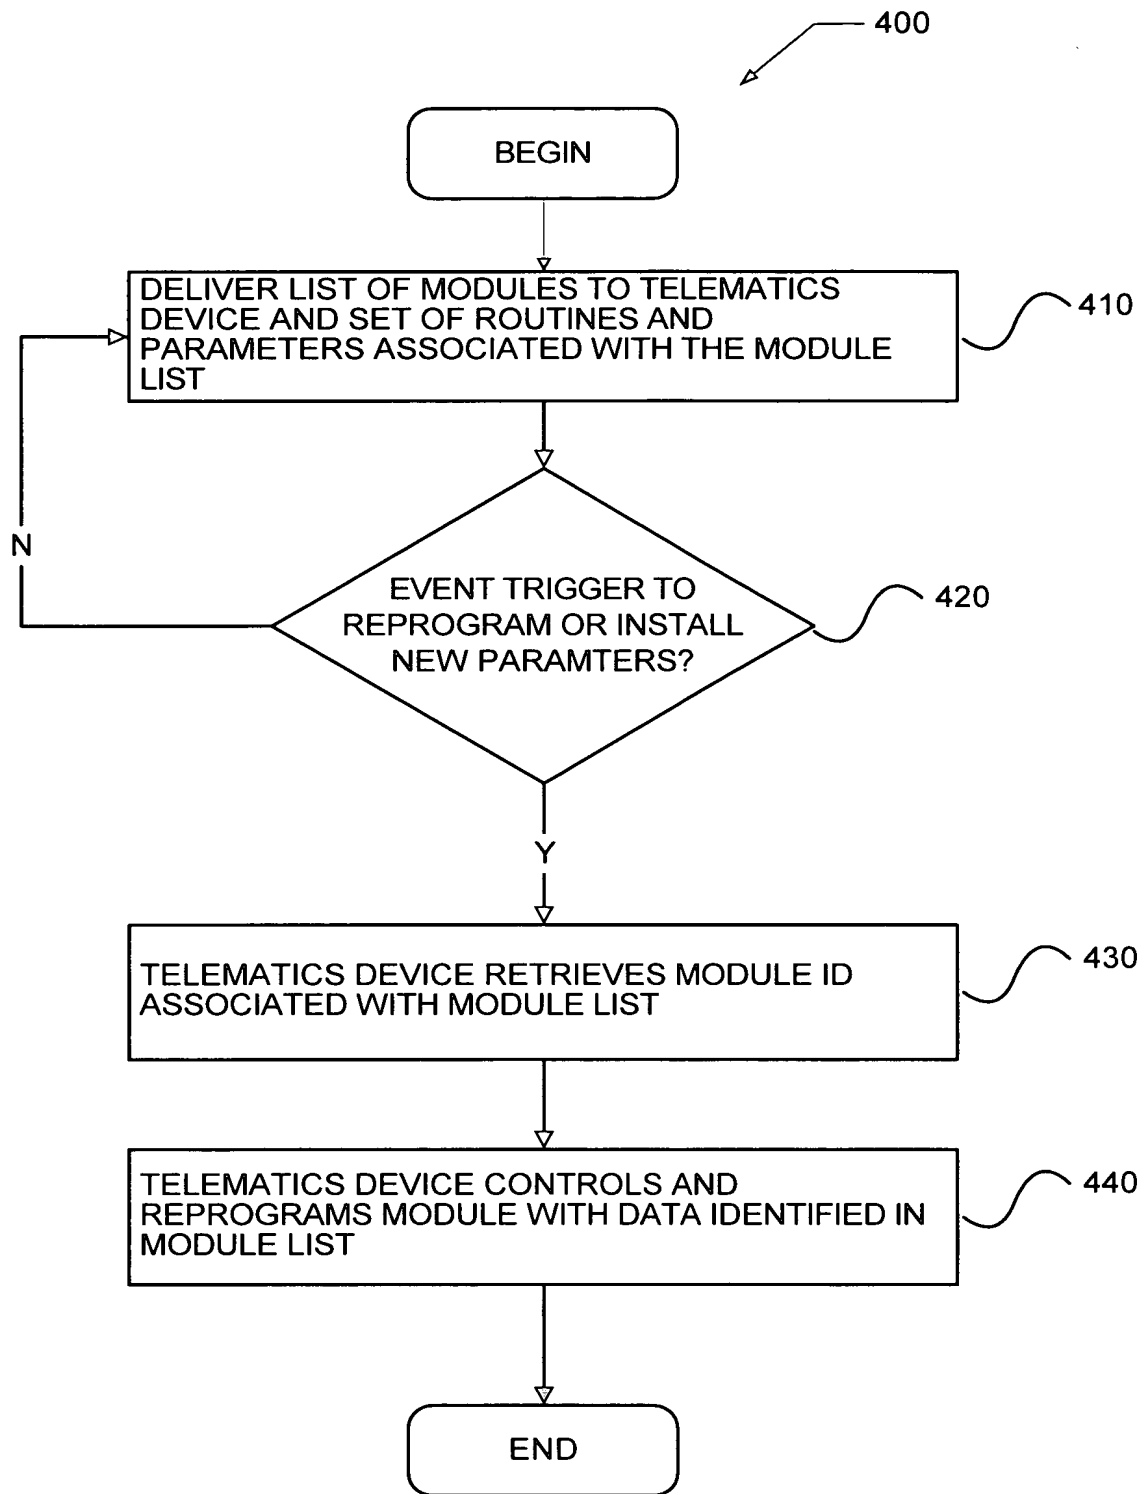 400
BEGIN
DELIVER LIST OF MODULES TO TELEMATICS
DEVICE AND SET OF ROUTINES AND
PARAMETERS ASSOCIATED WITH THE MODULE
LIST
410
N
EVENT TRIGGER TO
REPROGRAM OR INSTALL
NEW PARAMTERS?
420
Y
TELEMATICS DEVICE RETRIEVES MODULE ID
ASSOCIATED WITH MODULE LIST
430
TELEMATICS DEVICE CONTROLS AND
REPROGRAMS MODULE WITH DATA IDENTIFIED IN
MODULE LIST
440
END